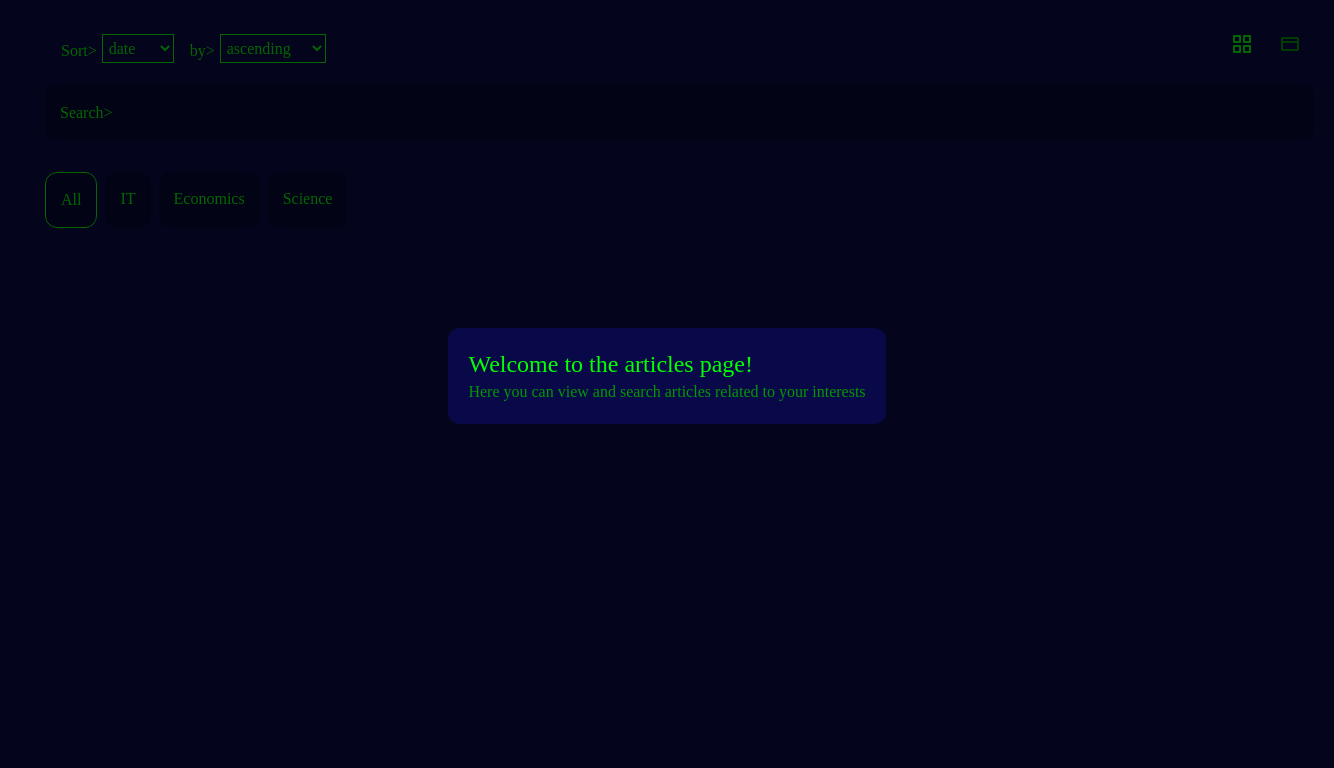 Sort> date by> ascending
Search>
All IT Economics Science
Welcome to the articles page!
Here you can view and search articles related to your interests